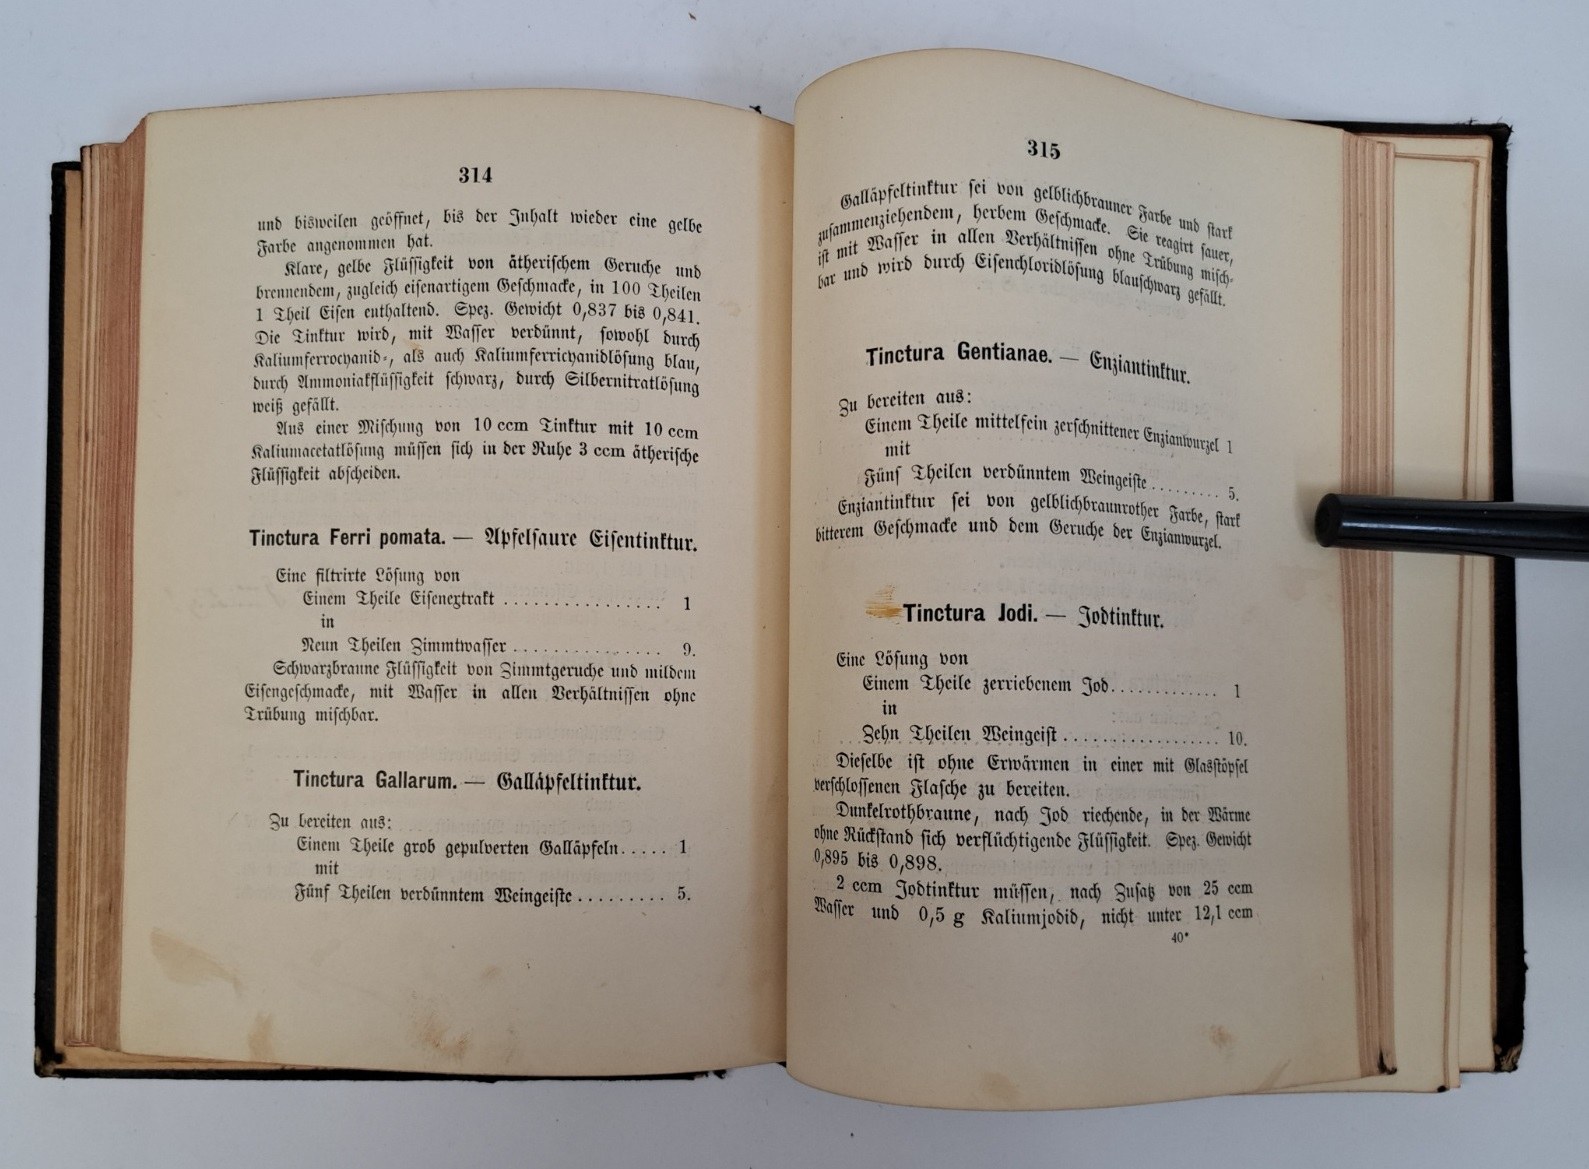 314
und bisweilen geöffnet, bis der Inhalt wieder eine gelbe
Farbe angenommen hat.
Klare, gelbe Flüssigkeit von ätherischem Geruche und
brennendem, zugleich eisenartigem Geschmacke, in 100 Theilen
1 Theil Eisen enthaltend. Spez. Gewicht 0,837 bis 0,841.
Die Tinktur wird, mit Wasser verdünnt, sowohl durch
Kaliumferrocyanid-, als auch Kaliumferricyanidlösung blau,
durch Ammoniakflüssigkeit schwarz, durch Silbernitratlösung
weiß gefällt.
Aus einer Mischung von 10 ccm Tinktur mit 10 ccm
Kaliumacetatlösung müssen sich in der Ruhe 3 ccm ätherische
Flüssigkeit abscheiden.
Tinctura Ferri pomata. — Apfelsaure Eisentinktur.
Eine filtrirte Lösung von
Einem Theile Eisenextrakt ................ 1
in
Neun Theilen Zimmtwasser ............... 9.
Schwarzbraune Flüssigkeit von Zimmtgeruche und mildem
Eisengeschmacke, mit Wasser in allen Verhältnissen ohne
Trübung mischbar.
Tinctura Gallarum. — Galläpfeltinktur.
Zu bereiten aus:
Einem Theile grob gepulverten Galläpfeln..... 1
mit
Fünf Theilen verdünntem Weingeiste ......... 5.
315
Galläpfeltinktur sei von gelblichbrauner Farbe und stark
zusammenziehendem, herbem Geschmacke. Sie reagirt sauer,
ist mit Wasser in allen Verhältnissen ohne Trübung misch-
bar und wird durch Eisenchloridlösung blauschwarz gefällt.
Tinctura Gentianae. — Enziantinktur.
Zu bereiten aus:
Einem Theile mittelfein zerschnittener Enzianwurzel 1
mit
Fünf Theilen verdünntem Weingeiste ......... 5.
Enziantinktur sei von gelblichbraunrother Farbe, stark
bitterem Geschmacke und dem Geruche der Enzianwurzel.
Tinctura Jodi. — Jodtinktur.
Eine Lösung von
Einem Theile zerriebenem Jod............. 1
in
Zehn Theilen Weingeist .................. 10.
Dieselbe ist ohne Erwärmen in einer mit Glasstöpsel
verschlossenen Flasche zu bereiten.
Dunkelrothbraune, nach Jod riechende, in der Wärme
ohne Rückstand sich verflüchtigende Flüssigkeit. Spez. Gewicht
0,895 bis 0,898.
2 ccm Jodtinktur müssen, nach Zusatz von 25 ccm
Wasser und 0,5 g Kaliumjodid, nicht unter 12,1 ccm
40*